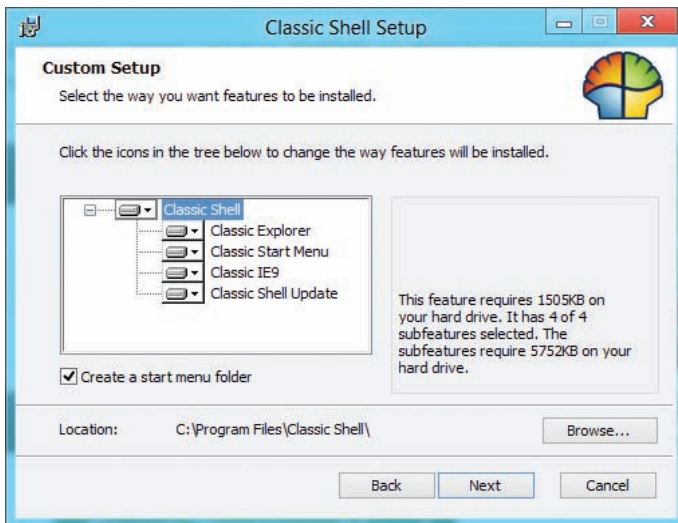 Classic Shell Setup
Custom Setup
Select the way you want features to be installed.
Click the icons in the tree below to change the way features will be installed.
Classic Shell
Classic Explorer
Classic Start Menu
Classic IE9
Classic Shell Update
This feature requires 1505KB on
your hard drive. It has 4 of 4
subfeatures selected. The
subfeatures require 5752KB on your
hard drive.
Create a start menu folder
Location: C:\Program Files\Classic Shell\
Browse...
Back Next Cancel